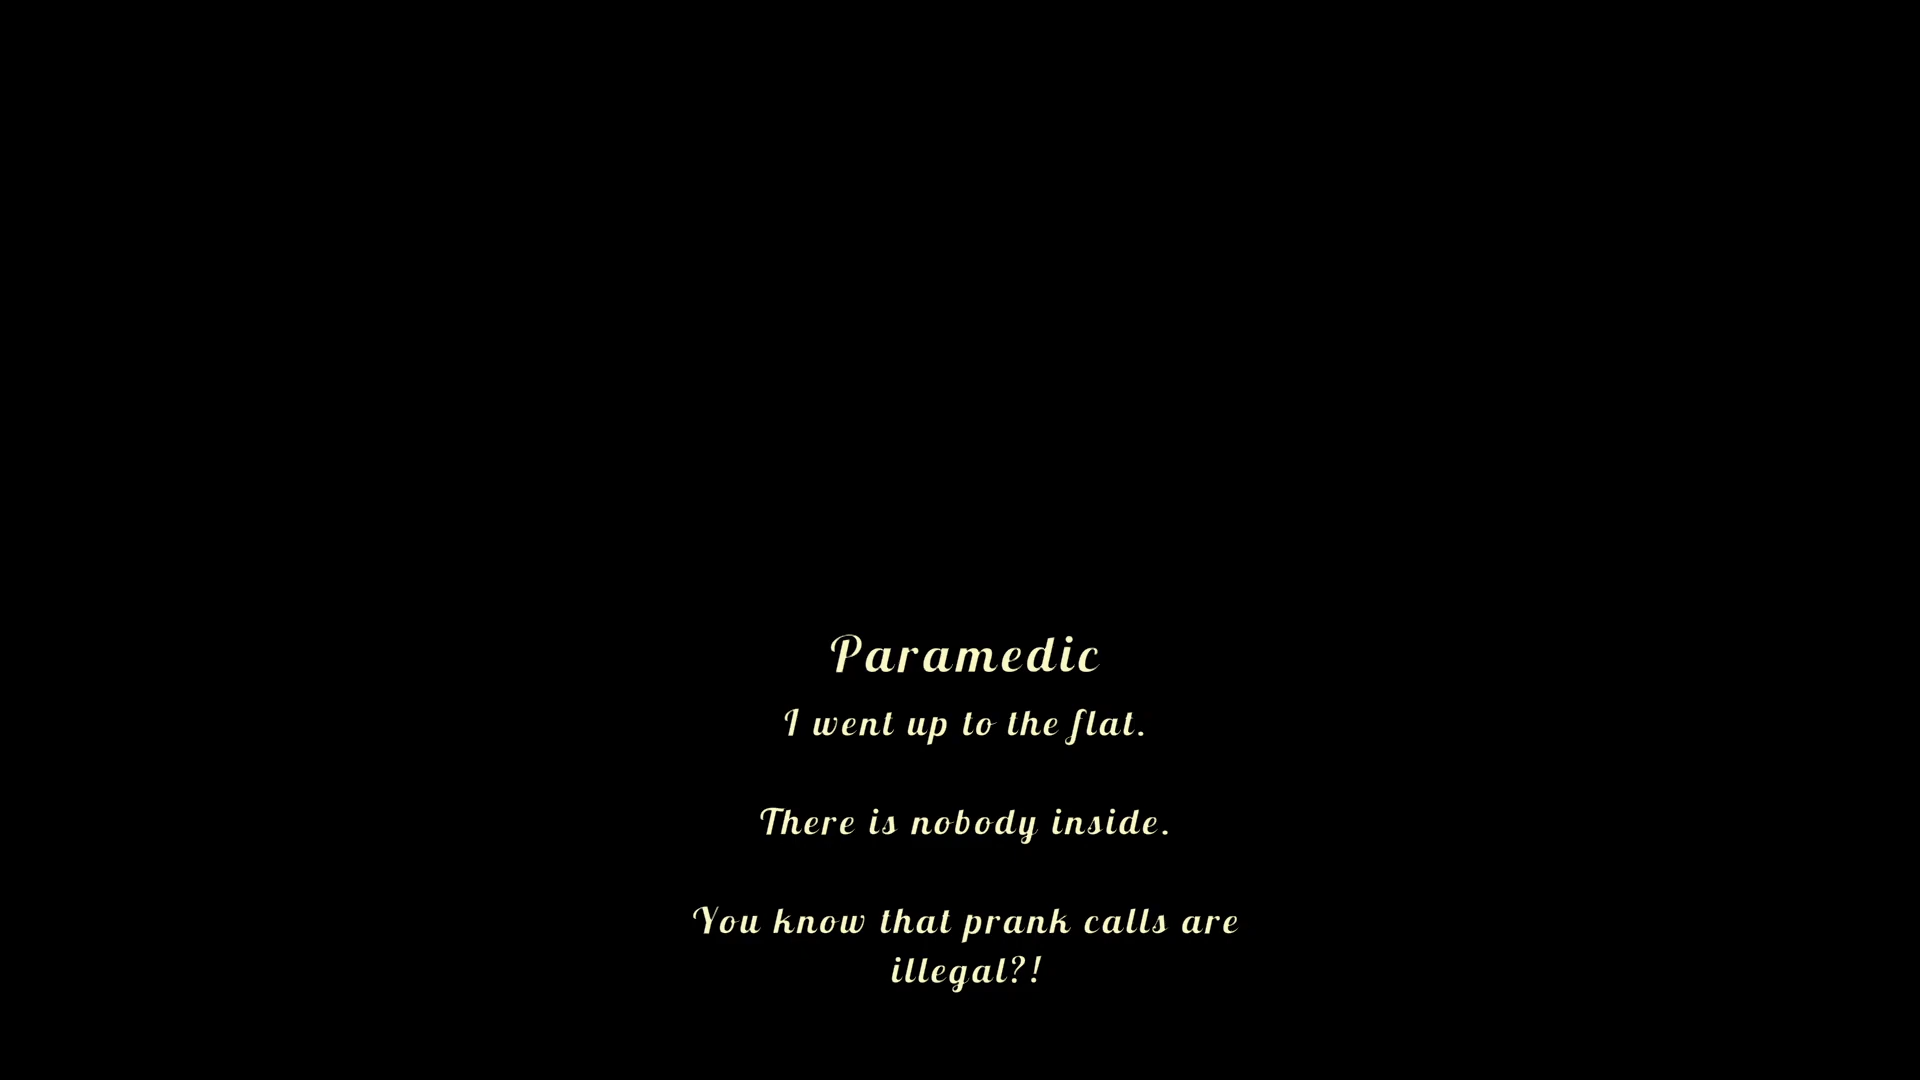 Paramedic
I went up to the flat.
There is nobody inside.
You know that prank calls are
illegal?!